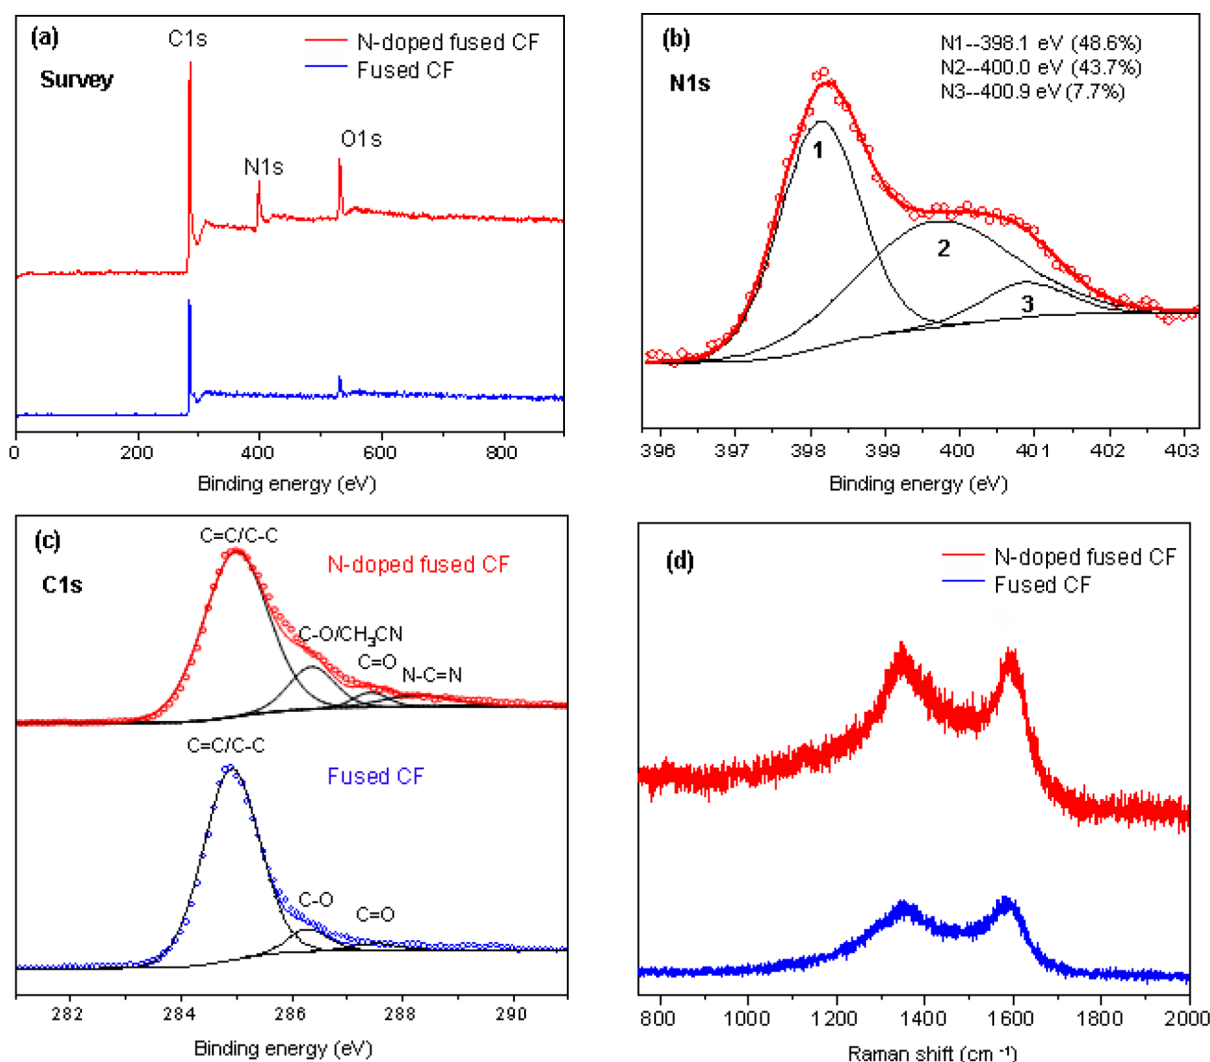 (a)
Survey
C1s
N1s
O1s
N-doped fused CF
Fused CF
0 200 400 600 800
Binding energy (eV)
(b)
N1s
N1--398.1 eV (48.6%)
N2--400.0 eV (43.7%)
N3--400.9 eV (7.7%)
1
2
3
396 397 398 399 400 401 402 403
Binding energy (eV)
(c)
C1s
C=C/C-C
N-doped fused CF
C-O/CH₃CN
C=O
N-C=N
C=C/C-C
Fused CF
C-O
C=O
282 284 286 288 290
Binding energy (eV)
(d)
N-doped fused CF
Fused CF
800 1000 1200 1400 1600 1800 2000
Raman shift (cm ⁻¹)